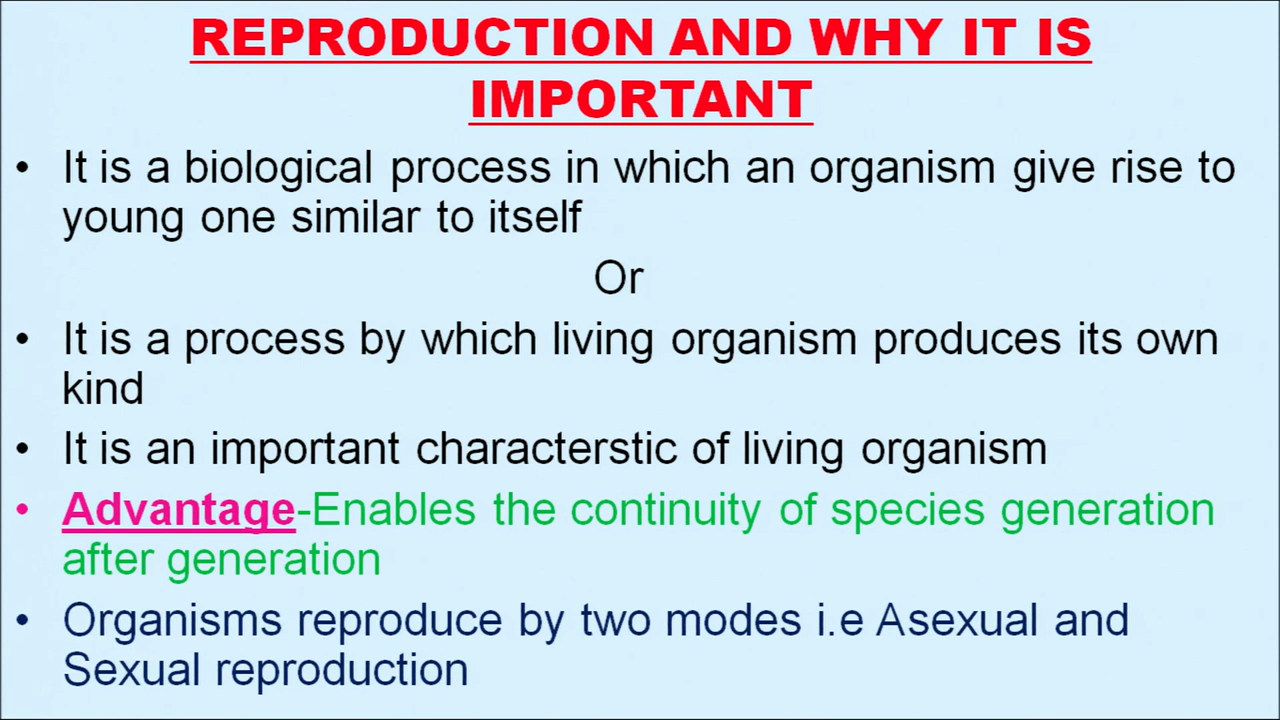 REPRODUCTION AND WHY IT IS
IMPORTANT
• It is a biological process in which an organism give rise to
young one similar to itself
Or
• It is a process by which living organism produces its own
kind
• It is an important characterstic of living organism
• Advantage-Enables the continuity of species generation
after generation
• Organisms reproduce by two modes i.e Asexual and
Sexual reproduction